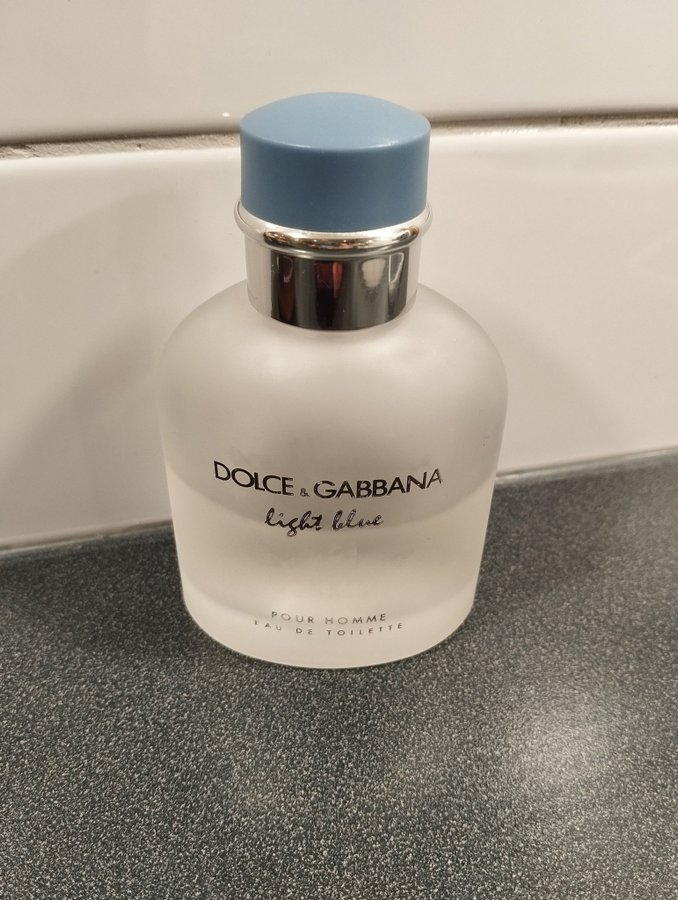 DOLCE & GABBANA
light blue
POUR HOMME
EAU DE TOILETTE